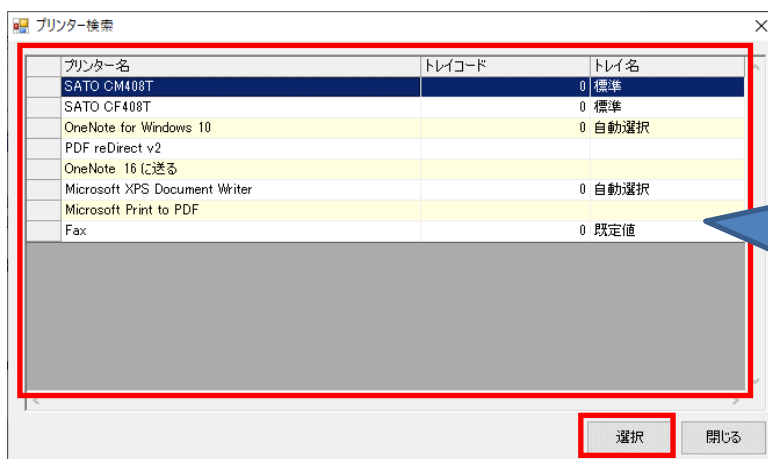 プリンター検索
プリンター名 トレイコード トレイ名
SATO CM408T 0 標準
SATO CF408T 0 標準
OneNote for Windows 10 0 自動選択
PDF reDirect v2
OneNote 16 に送る
Microsoft XPS Document Writer 0 自動選択
Microsoft Print to PDF
Fax 0 既定値
選択 閉じる